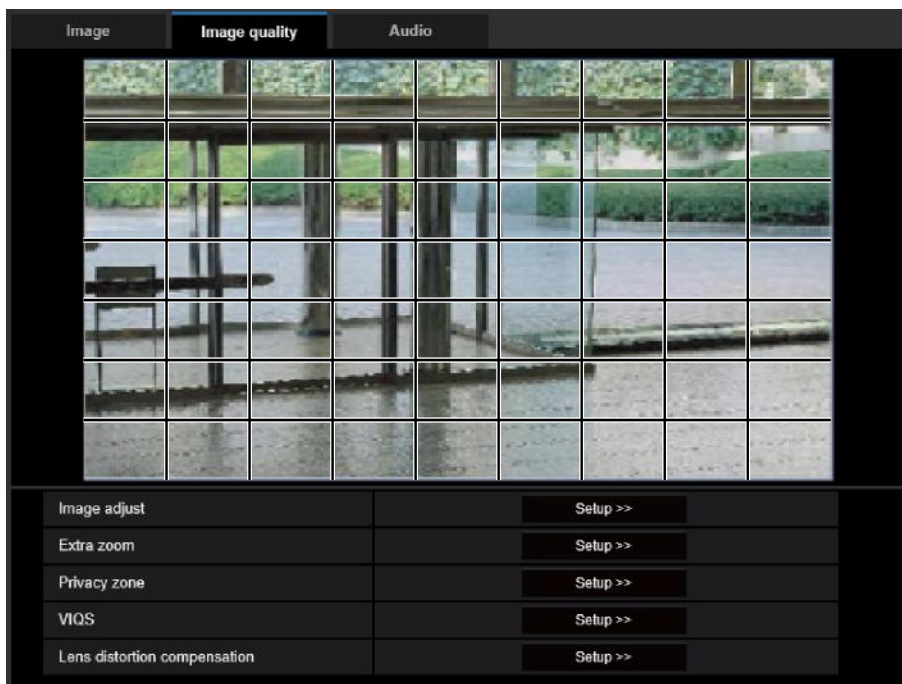 Image Image quality Audio
Image adjust Setup >>
Extra zoom Setup >>
Privacy zone Setup >>
VIQS Setup >>
Lens distortion compensation Setup >>